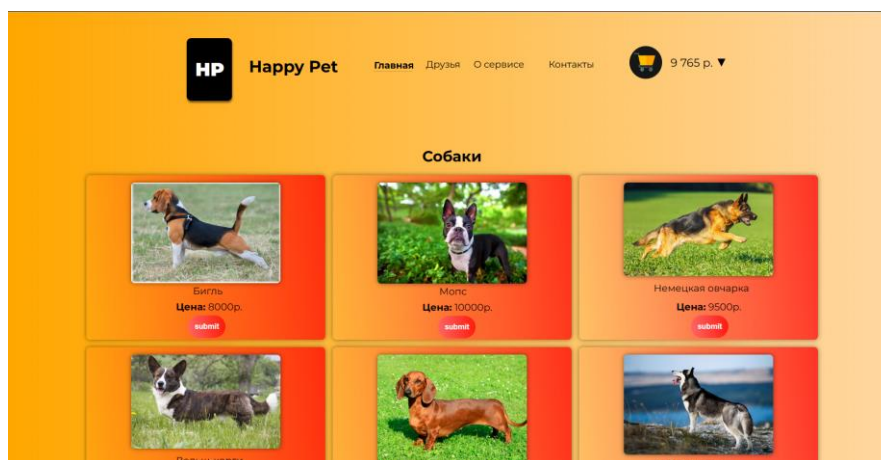 HP
Happy Pet
Главная Друзья О сервисе Контакты
9 765 р. ▼
Собаки
Бигль
Цена: 8000р.
submit
Мопс
Цена: 10000р.
submit
Немецкая овчарка
Цена: 9500р.
submit